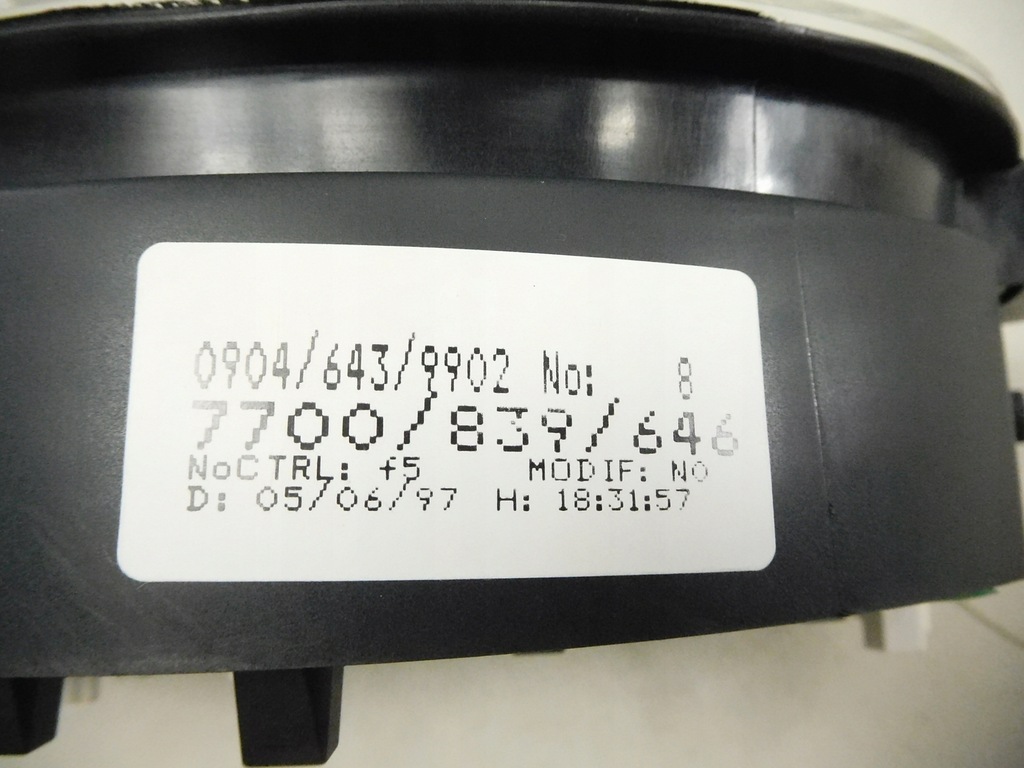 0904/643/9902 No: 8
7700/839/646
NoCTRL: +5 MODIF: NO
D: 05/06/97 H: 18:31:57